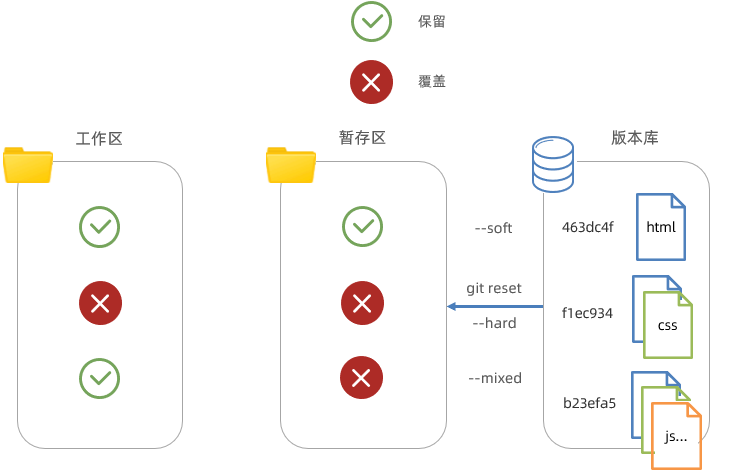 保留
覆盖
工作区
暂存区
版本库
--soft
463dc4f
html
git reset
--hard
f1ec934
css
--mixed
b23efa5
js...